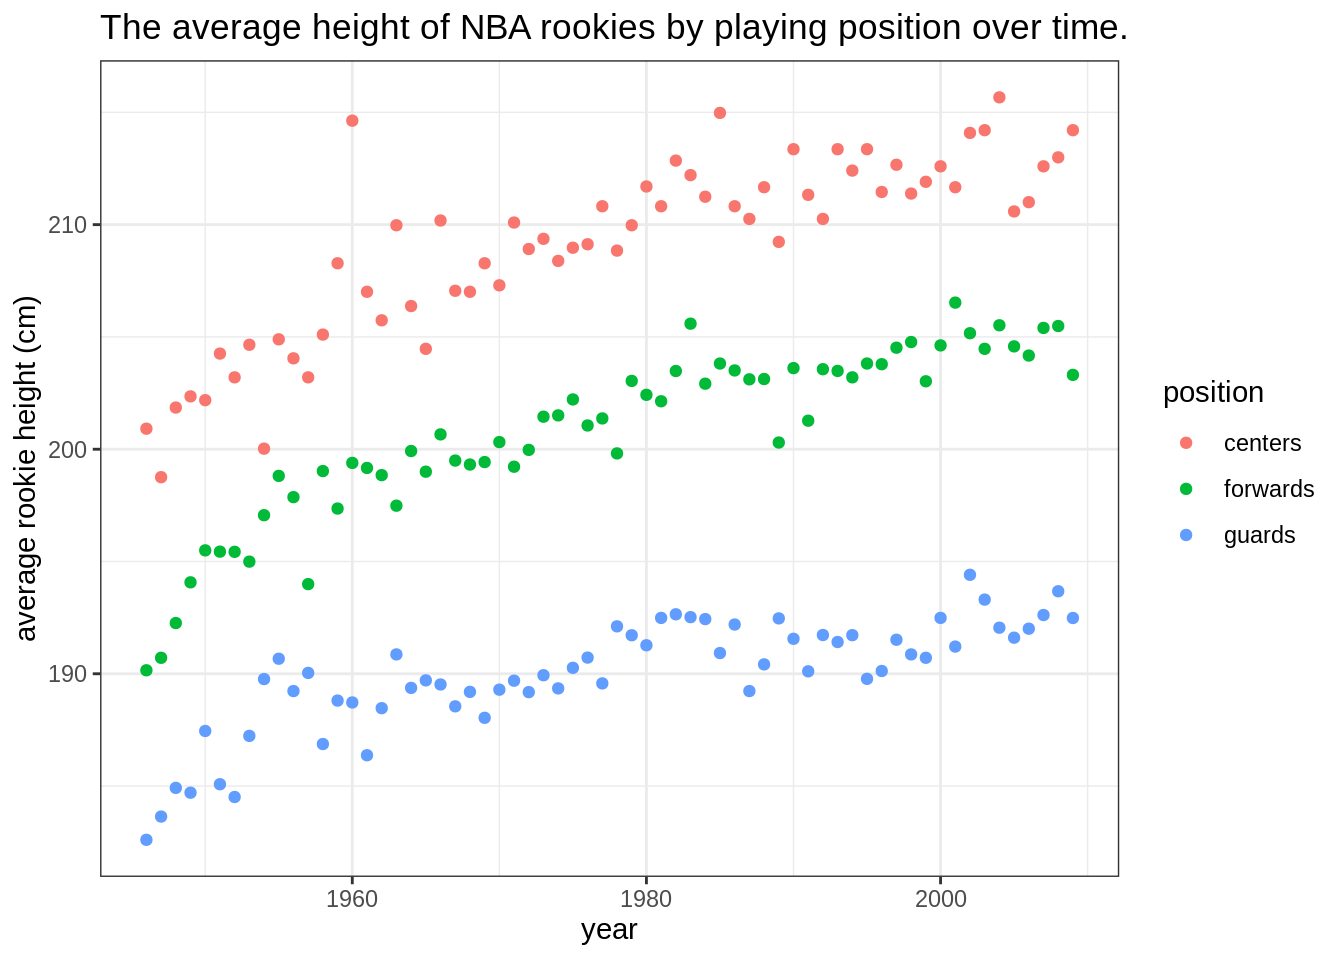 The average height of NBA rookies by playing position over time.
average rookie height (cm)
210
200
190
1960
1980
2000
year
position
centers
forwards
guards